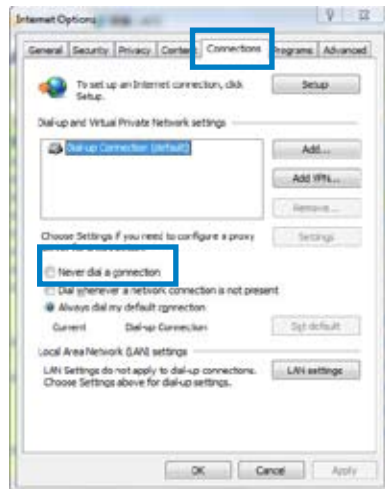 Internet Options
General Security Privacy Content Connections Programs Advanced
To set up an Internet connection, click
Setup.
Setup
Dial-up and Virtual Private Network settings
Dial-up Connection (default)
Add...
Add VPN...
Remove...
Choose Settings if you need to configure a proxy
Settings
Never dial a connection
Dial whenever a network connection is not present
Always dial my default connection
Current Dial-up Connection
Set default
Local Area Network (LAN) settings
LAN Settings do not apply to dial-up connections.
Choose Settings above for dial-up settings.
LAN settings
OK Cancel Apply